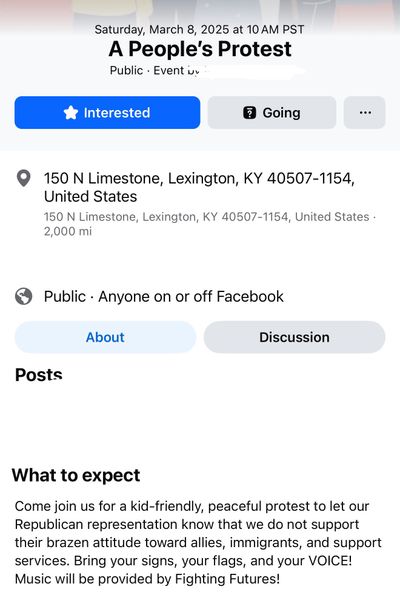 Saturday, March 8, 2025 at 10 AM PST
A People's Protest
Public · Event by
Interested
Going
150 N Limestone, Lexington, KY 40507-1154,
United States
150 N Limestone, Lexington, KY 40507-1154, United States ·
2,000 mi
Public · Anyone on or off Facebook
About
Discussion
Posts
What to expect
Come join us for a kid-friendly, peaceful protest to let our
Republican representation know that we do not support
their brazen attitude toward allies, immigrants, and support
services. Bring your signs, your flags, and your VOICE!
Music will be provided by Fighting Futures!